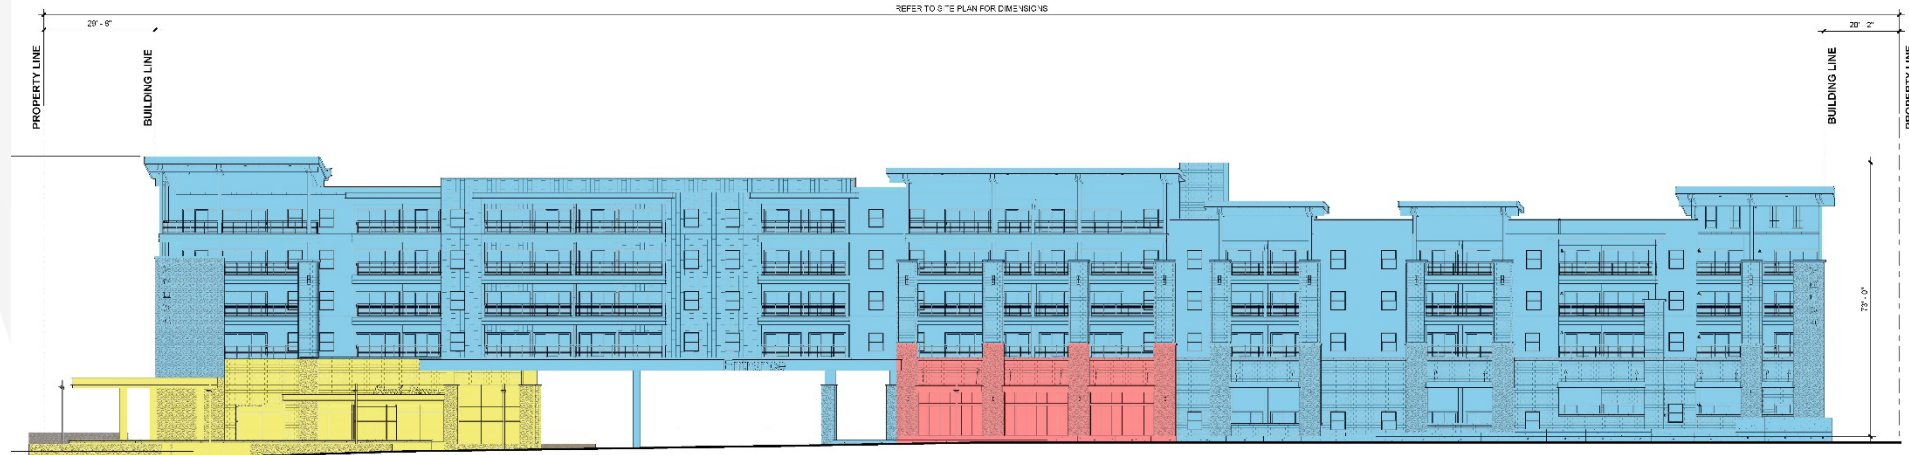 REFER TO SITE PLAN FOR DIMENSIONS
29' - 6"
20' 2"
PROPERTY LINE
BUILDING LINE
BUILDING LINE
PROPERTY LINE
73' - 0"